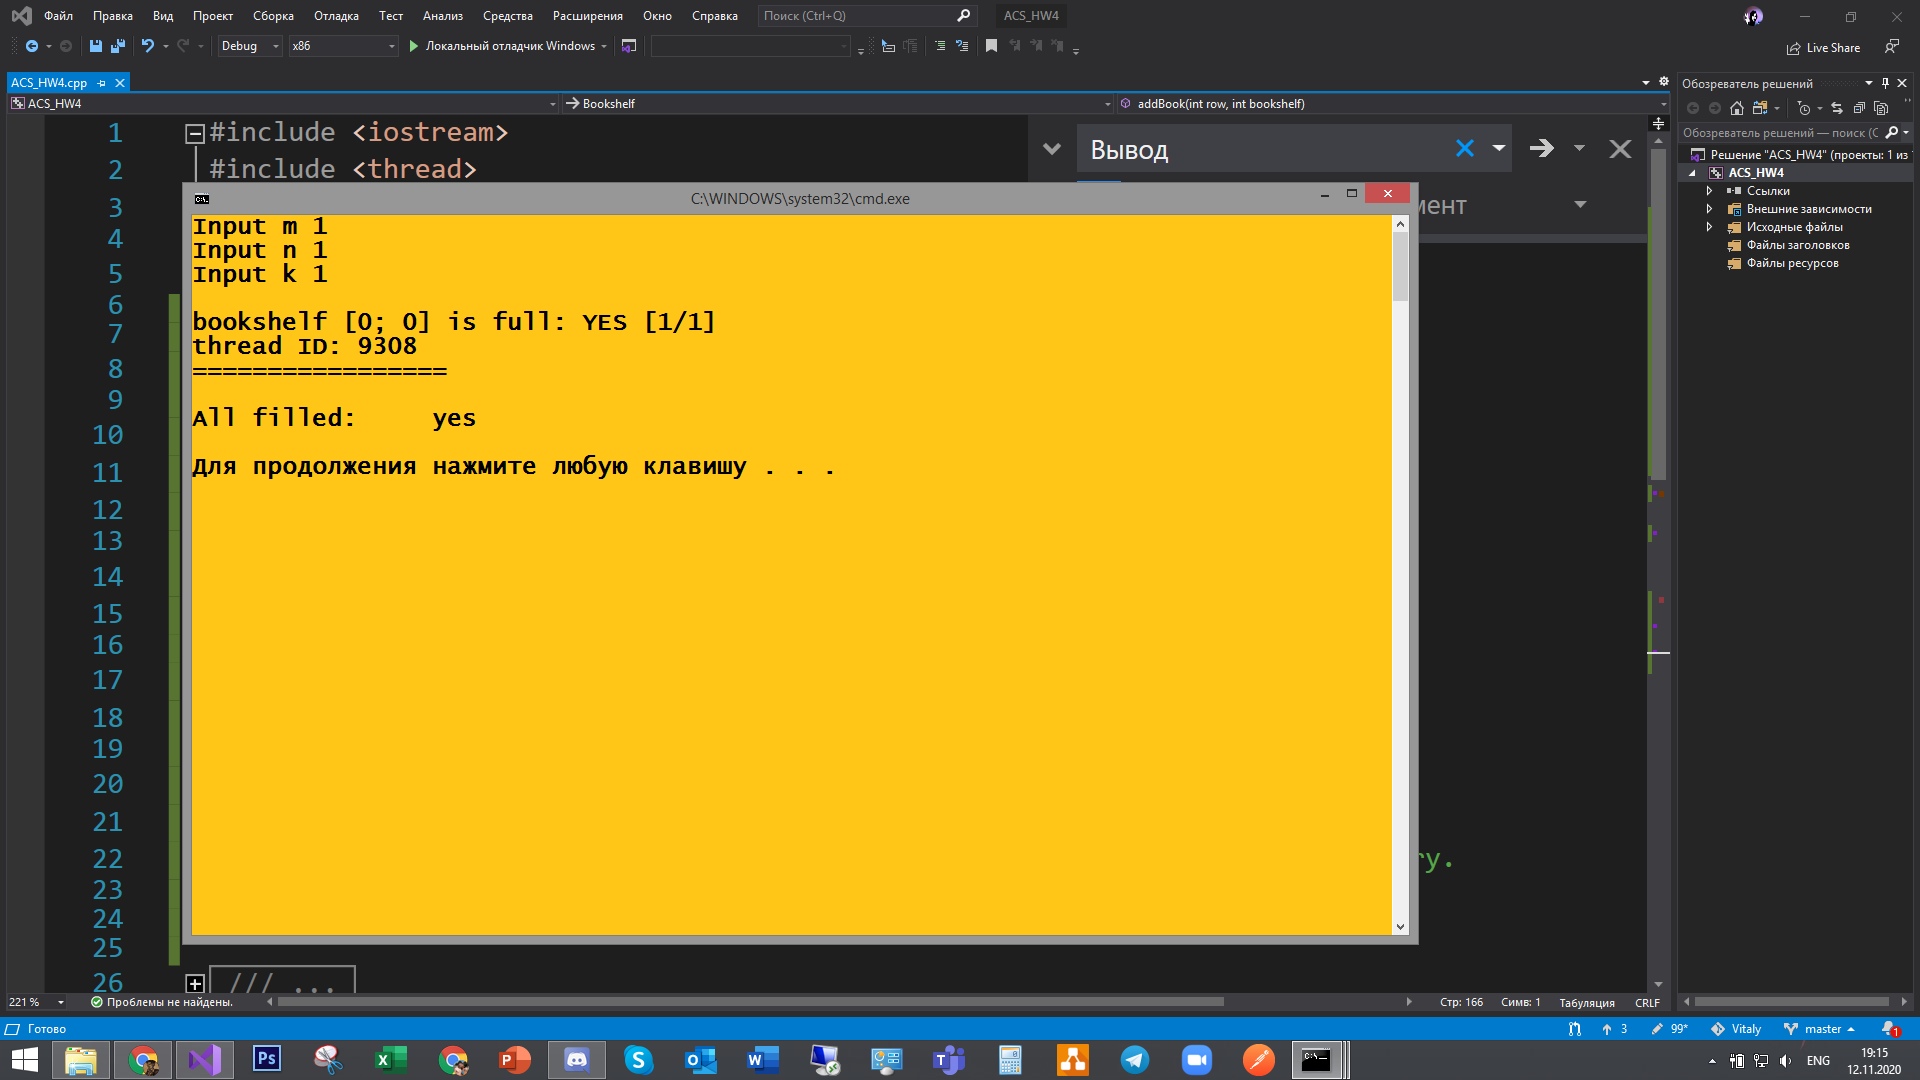 Файл Правка Вид Проект Сборка Отладка Тест Анализ Средства Расширения Окно Справка Поиск (Ctrl+Q) ACS_HW4
Debug x86 Локальный отладчик Windows Live Share
ACS_HW4.cpp
ACS_HW4 Bookshelf addBook(int row, int bookshelf)
1 #include <iostream>
2 #include <thread>
3
4
5
6
7
8
9
10
11
12
13
14
15
16
17
18
19
20
21
22 ry.
23
24
25
26 /// ...
Вывод
мент
C:\WINDOWS\system32\cmd.exe
Input m 1
Input n 1
Input k 1
bookshelf [0; 0] is full: YES [1/1]
thread ID: 9308
=================
All filled: yes
Для продолжения нажмите любую клавишу . . .
Обозреватель решений
Обозреватель решений — поиск (C
Решение "ACS_HW4" (проекты: 1 из
ACS_HW4
Ссылки
Внешние зависимости
Исходные файлы
Файлы заголовков
Файлы ресурсов
221 % Проблемы не найдены. Стр: 166 Симв: 1 Табуляция CRLF
Готово 3 99* Vitaly master 1
ENG 19:15
12.11.2020